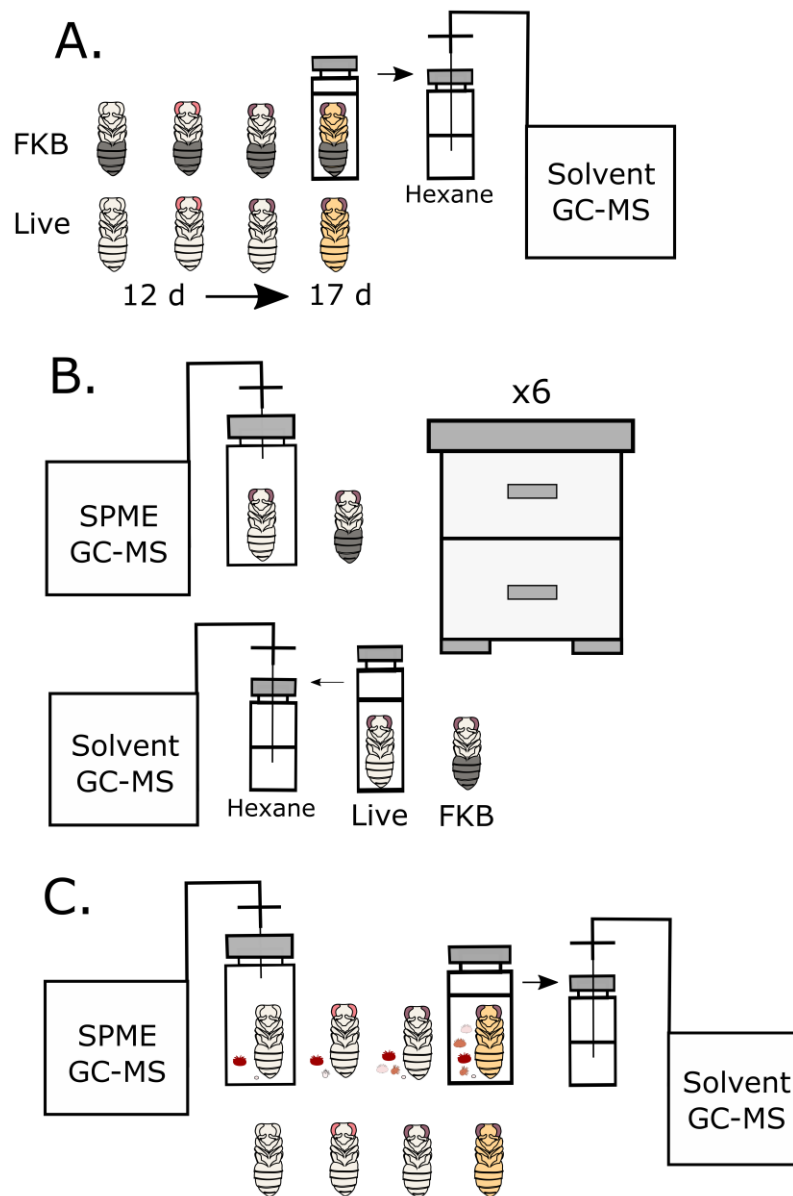 A.
FKB
Live
12 d
17 d
Hexane
Solvent
GC-MS
B.
SPME
GC-MS
x6
Solvent
GC-MS
Hexane
Live
FKB
C.
SPME
GC-MS
Solvent
GC-MS